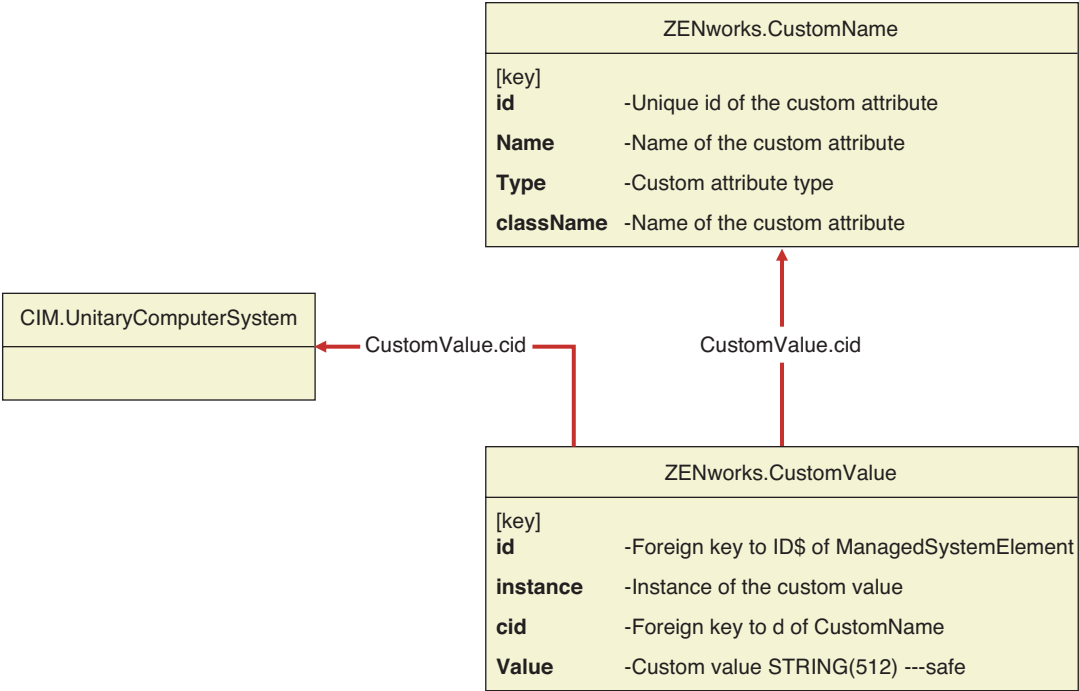 ZENworks.CustomName
[key]
id -Unique id of the custom attribute
Name -Name of the custom attribute
Type -Custom attribute type
className -Name of the custom attribute
CIM.UnitaryComputerSystem
CustomValue.cid
CustomValue.cid
ZENworks.CustomValue
[key]
id -Foreign key to ID$ of ManagedSystemElement
instance -Instance of the custom value
cid -Foreign key to d of CustomName
Value -Custom value STRING(512) ---safe